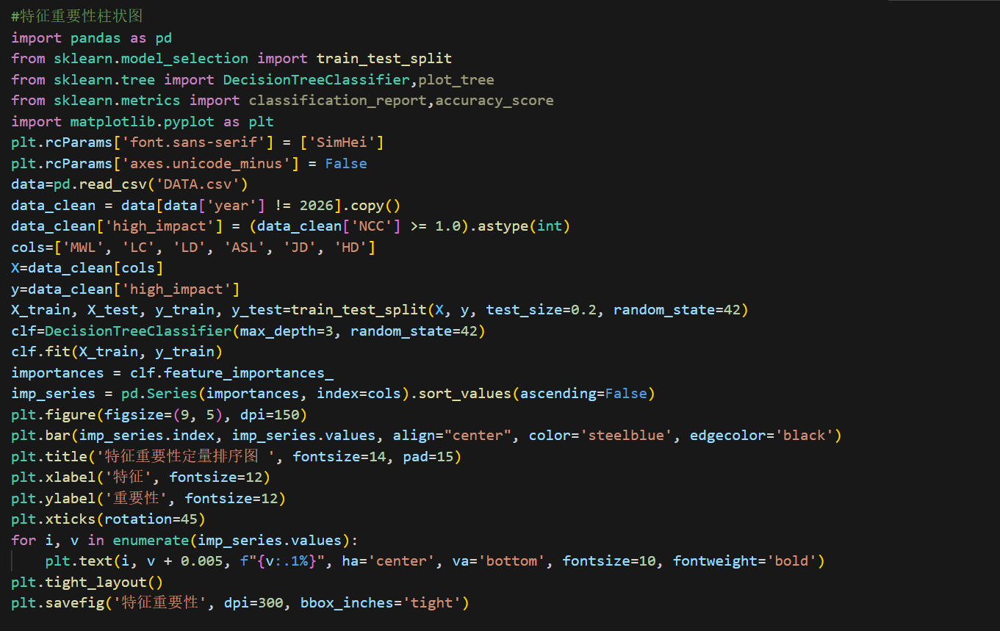 #特征重要性柱状图
import pandas as pd
from sklearn.model_selection import train_test_split
from sklearn.tree import DecisionTreeClassifier,plot_tree
from sklearn.metrics import classification_report,accuracy_score
import matplotlib.pyplot as plt
plt.rcParams['font.sans-serif'] = ['SimHei']
plt.rcParams['axes.unicode_minus'] = False
data=pd.read_csv('DATA.csv')
data_clean = data[data['year'] != 2026].copy()
data_clean['high_impact'] = (data_clean['NCC'] >= 1.0).astype(int)
cols=['MWL', 'LC', 'LD', 'ASL', 'JD', 'HD']
X=data_clean[cols]
y=data_clean['high_impact']
X_train, X_test, y_train, y_test=train_test_split(X, y, test_size=0.2, random_state=42)
clf=DecisionTreeClassifier(max_depth=3, random_state=42)
clf.fit(X_train, y_train)
importances = clf.feature_importances_
imp_series = pd.Series(importances, index=cols).sort_values(ascending=False)
plt.figure(figsize=(9, 5), dpi=150)
plt.bar(imp_series.index, imp_series.values, align="center", color='steelblue', edgecolor='black')
plt.title('特征重要性定量排序图 ', fontsize=14, pad=15)
plt.xlabel('特征', fontsize=12)
plt.ylabel('重要性', fontsize=12)
plt.xticks(rotation=45)
for i, v in enumerate(imp_series.values):
    plt.text(i, v + 0.005, f"{v:.1%}", ha='center', va='bottom', fontsize=10, fontweight='bold')
plt.tight_layout()
plt.savefig('特征重要性', dpi=300, bbox_inches='tight')